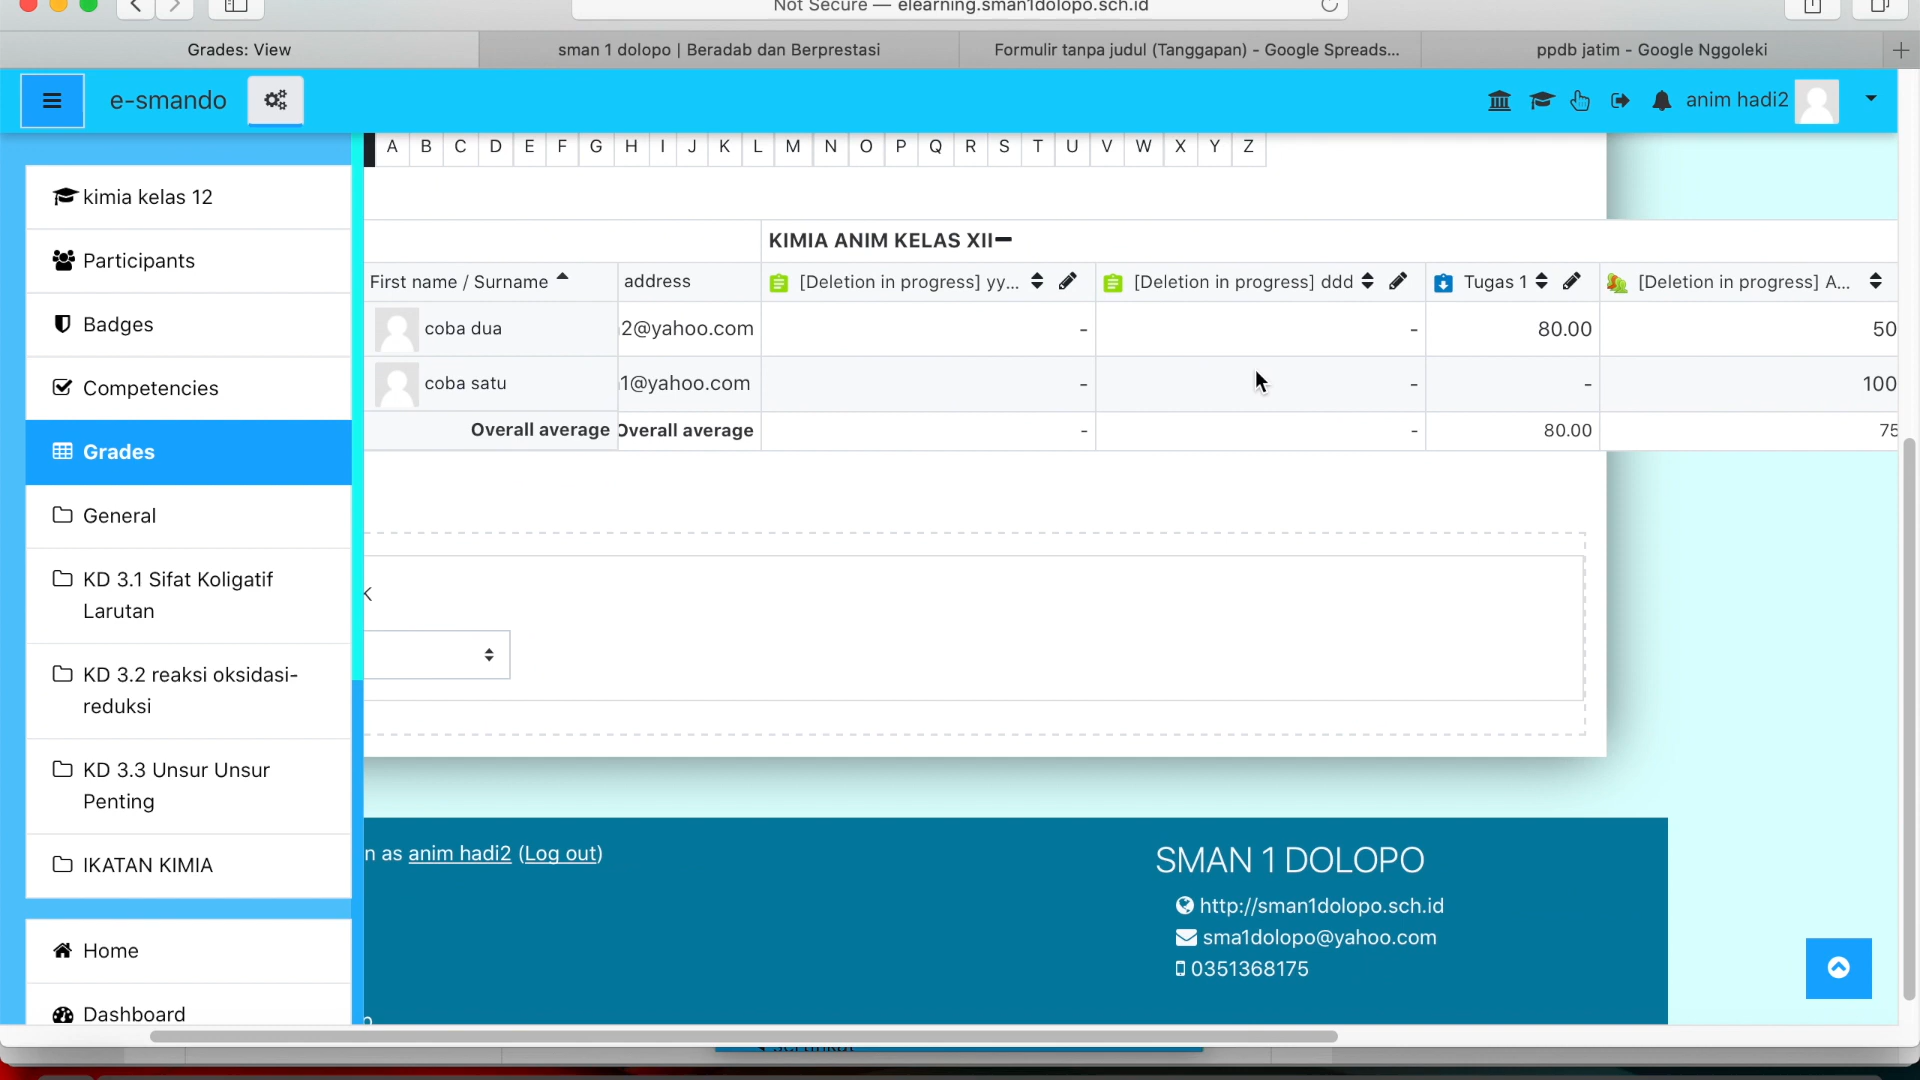 Not Secure — elearning.sman1dolopo.sch.id
Grades: View
sman 1 dolopo | Beradab dan Berprestasi
Formulir tanpa judul (Tanggapan) - Google Spreads...
ppdb jatim - Google Nggoleki
e-smando
anim hadi2
A B C D E F G H I J K L M N O P Q R S T U V W X Y Z
kimia kelas 12
Participants
Badges
Competencies
Grades
General
KD 3.1 Sifat Koligatif
Larutan
KD 3.2 reaksi oksidasi-
reduksi
KD 3.3 Unsur Unsur
Penting
IKATAN KIMIA
Home
Dashboard
KIMIA ANIM KELAS XII
First name / Surname address [Deletion in progress] yy... [Deletion in progress] ddd Tugas 1 [Deletion in progress] A...
coba dua 2@yahoo.com - - 80.00 50
coba satu 1@yahoo.com - - - 100
Overall average Overall average - - 80.00 75
n as anim hadi2 (Log out)
SMAN 1 DOLOPO
http://sman1dolopo.sch.id
sma1dolopo@yahoo.com
0351368175